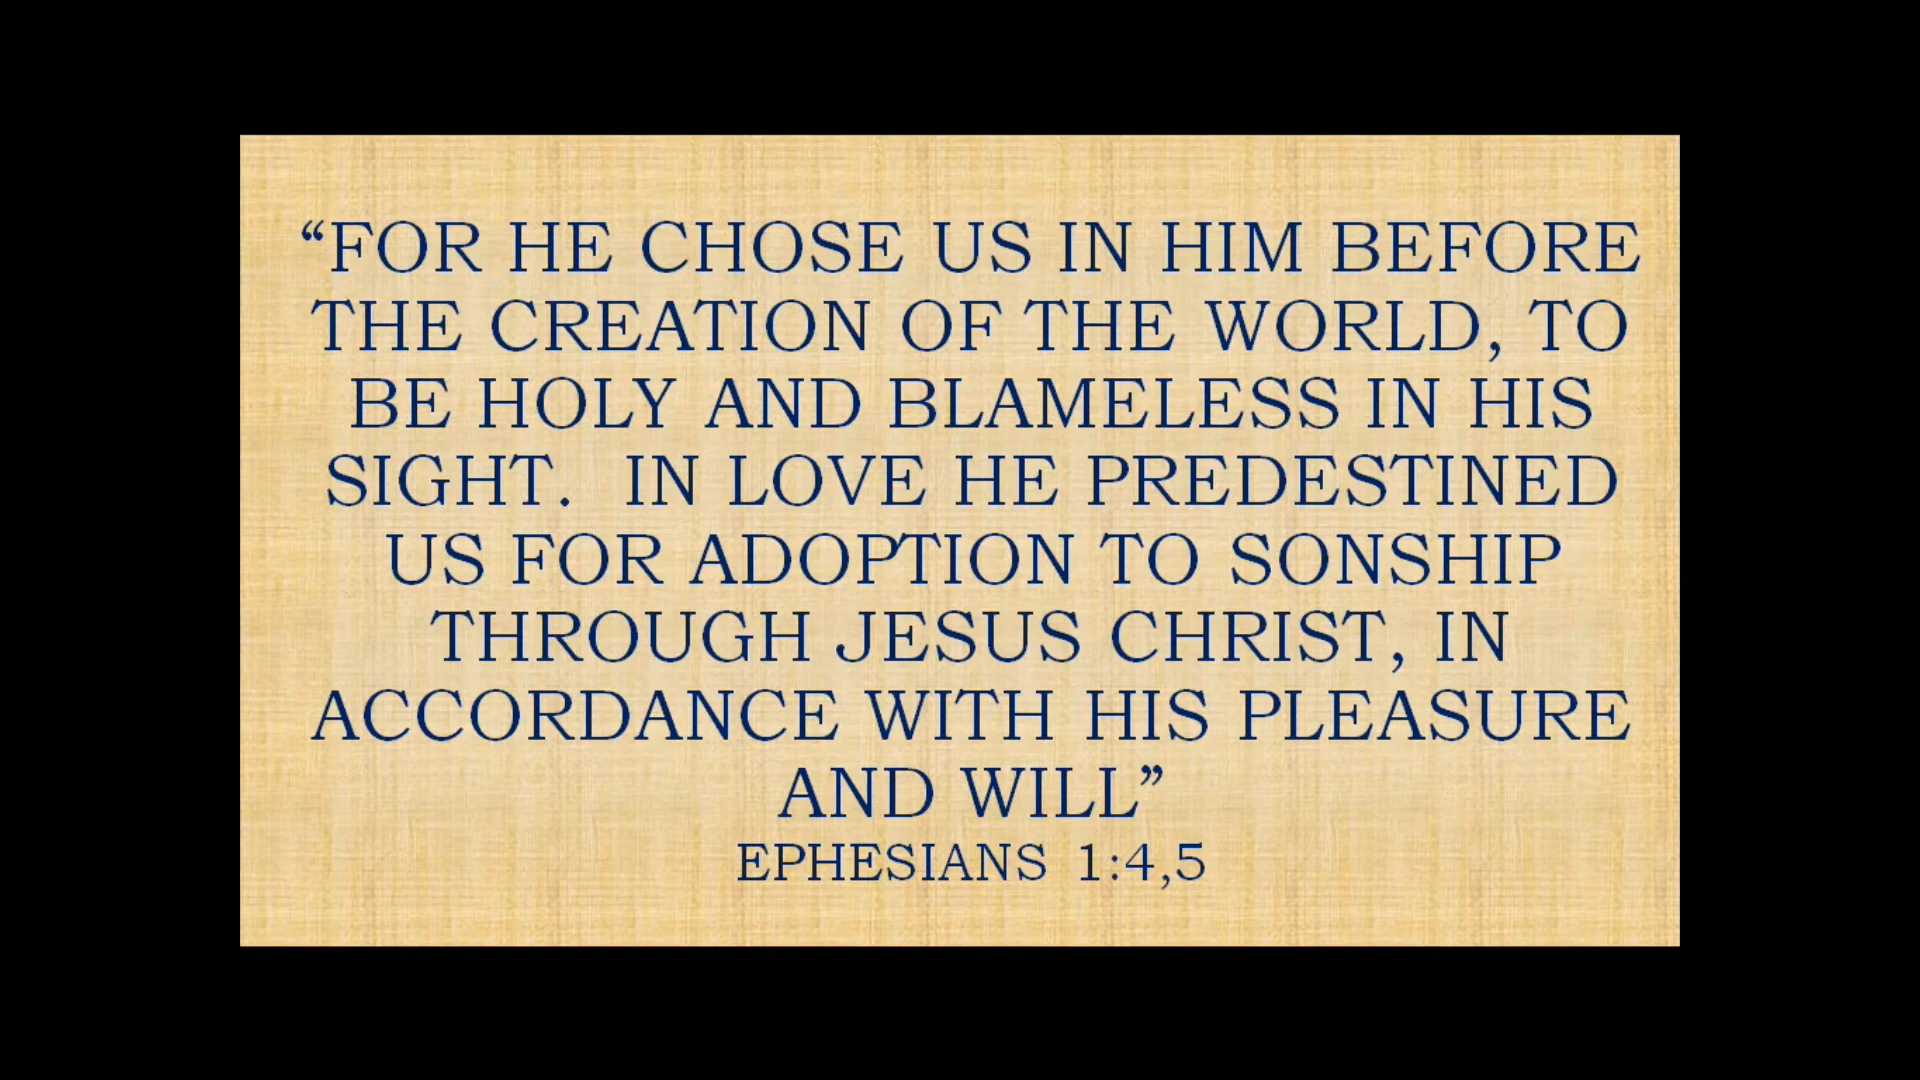 “FOR HE CHOSE US IN HIM BEFORE
THE CREATION OF THE WORLD, TO
BE HOLY AND BLAMELESS IN HIS
SIGHT.  IN LOVE HE PREDESTINED
US FOR ADOPTION TO SONSHIP
THROUGH JESUS CHRIST, IN
ACCORDANCE WITH HIS PLEASURE
AND WILL”
EPHESIANS 1:4,5